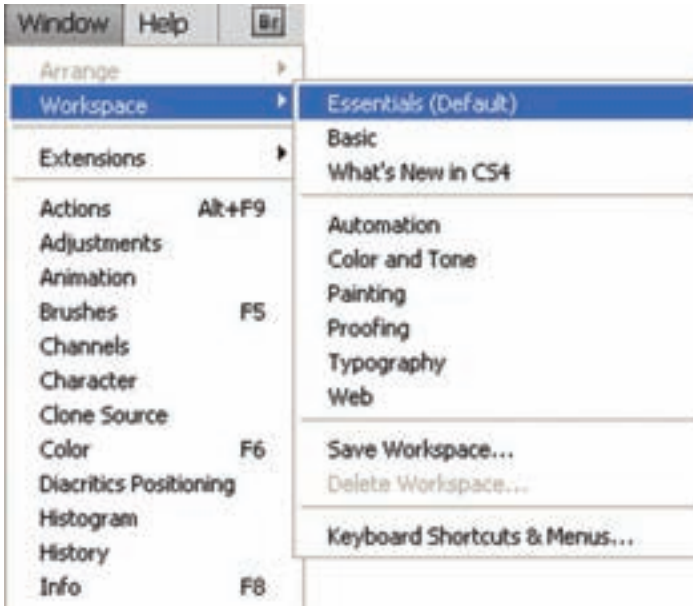 Window Help Br
Arrange
Workspace
Extensions
Actions Alt+F9
Adjustments
Animation
Brushes F5
Channels
Character
Clone Source
Color F6
Diacritics Positioning
Histogram
History
Info F8
Essentials (Default)
Basic
What's New in CS4
Automation
Color and Tone
Painting
Proofing
Typography
Web
Save Workspace...
Delete Workspace...
Keyboard Shortcuts & Menus...